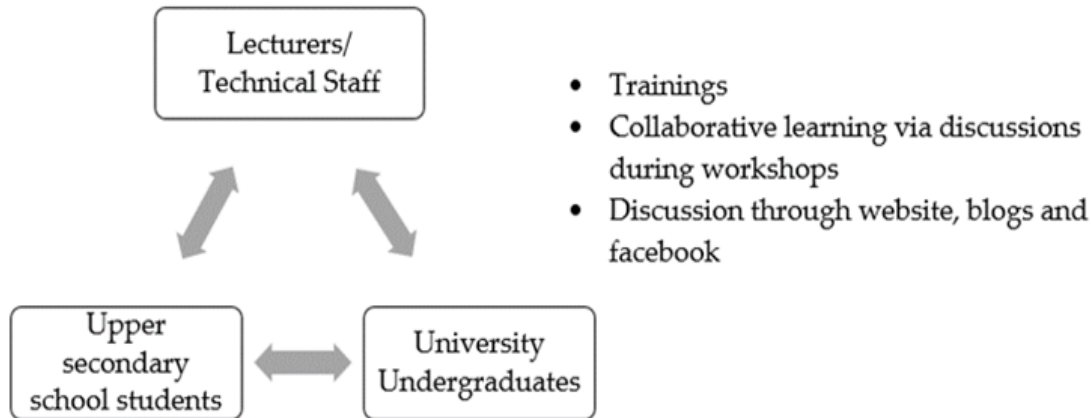 Lecturers/
Technical Staff
• Trainings
• Collaborative learning via discussions
during workshops
• Discussion through website, blogs and
facebook
Upper
secondary
school students
University
Undergraduates